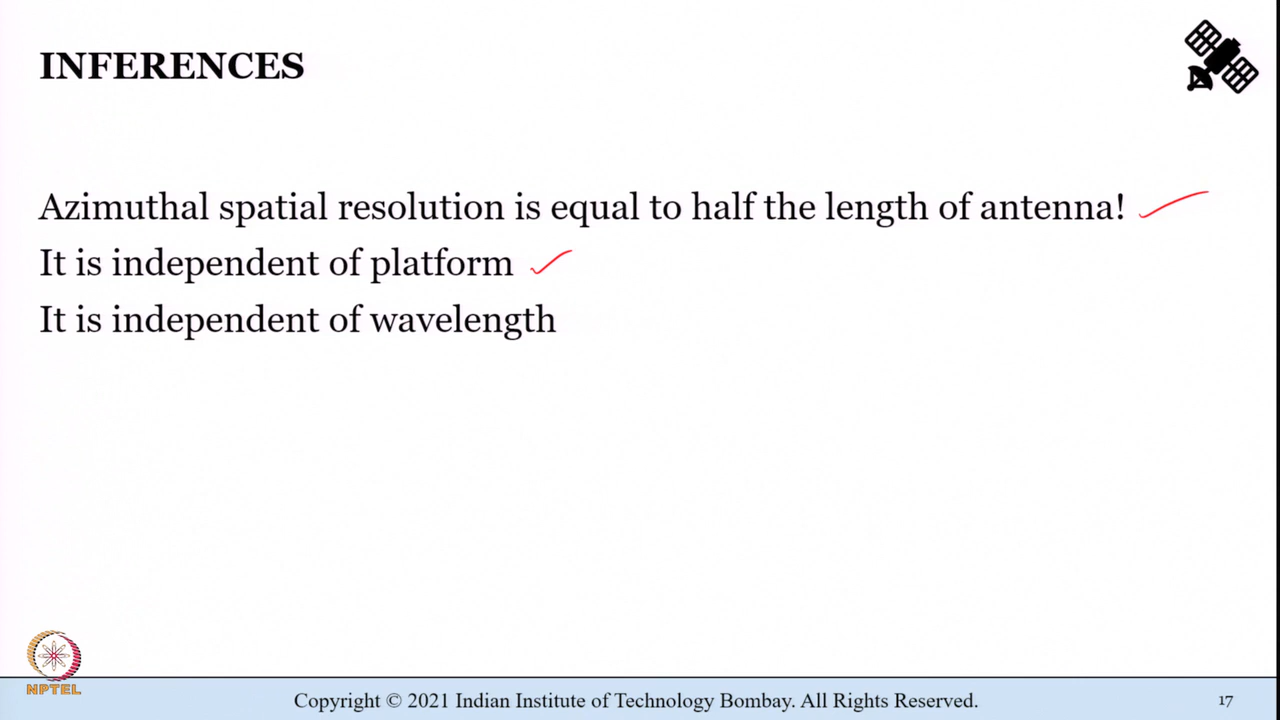 INFERENCES
Azimuthal spatial resolution is equal to half the length of antenna!
It is independent of platform
It is independent of wavelength
NPTEL
Copyright © 2021 Indian Institute of Technology Bombay. All Rights Reserved.
17